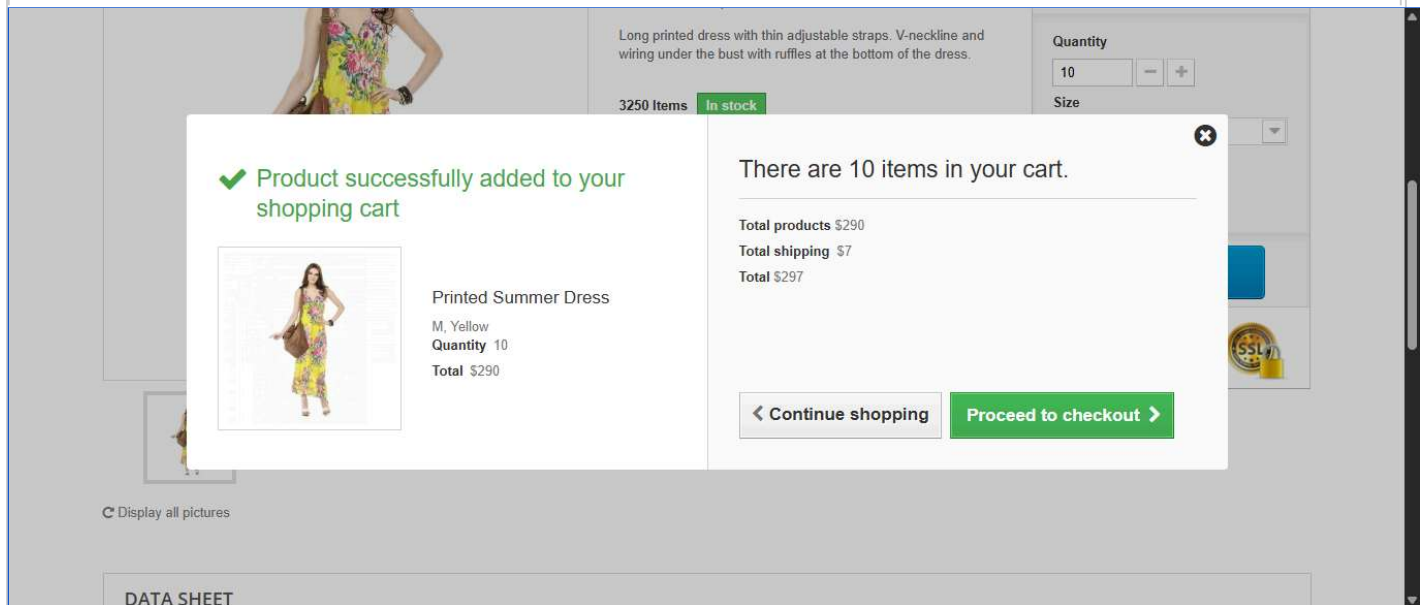 Long printed dress with thin adjustable straps. V-neckline and
wiring under the bust with ruffles at the bottom of the dress.
3250 Items In stock
Quantity
10
Size
Product successfully added to your
shopping cart
Printed Summer Dress
M, Yellow
Quantity 10
Total $290
There are 10 items in your cart.
Total products $290
Total shipping $7
Total $297
Continue shopping
Proceed to checkout
SSL
Display all pictures
DATA SHEET